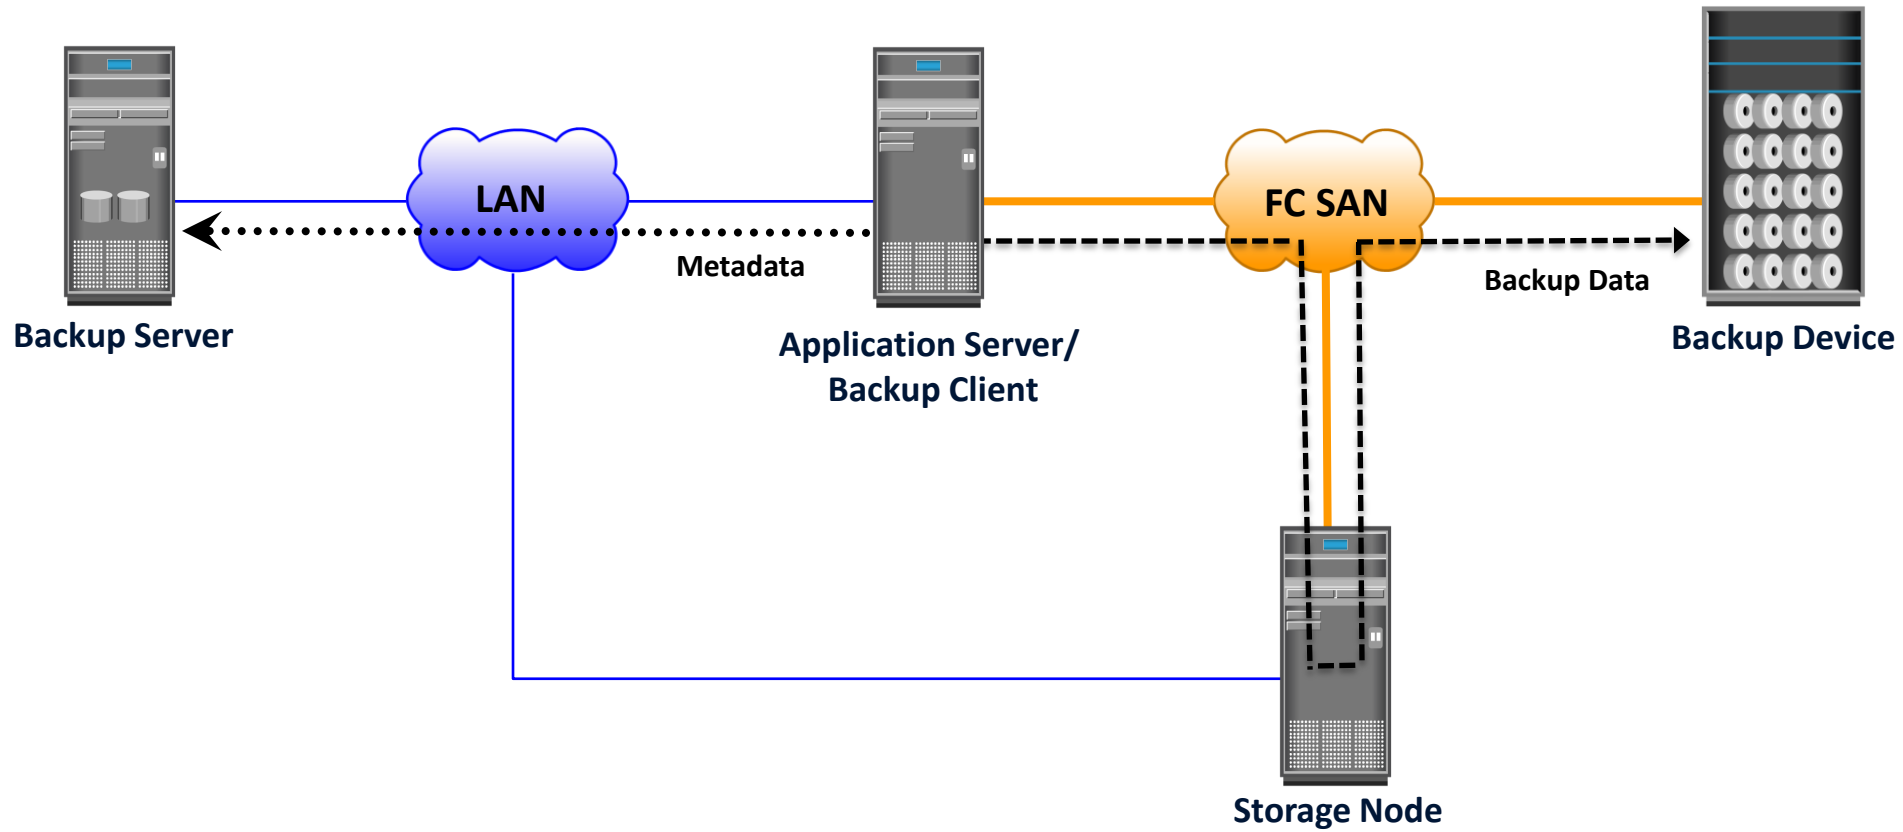 LAN
FC SAN
Metadata
Backup Data
Backup Server
Application Server/
Backup Client
Backup Device
Storage Node